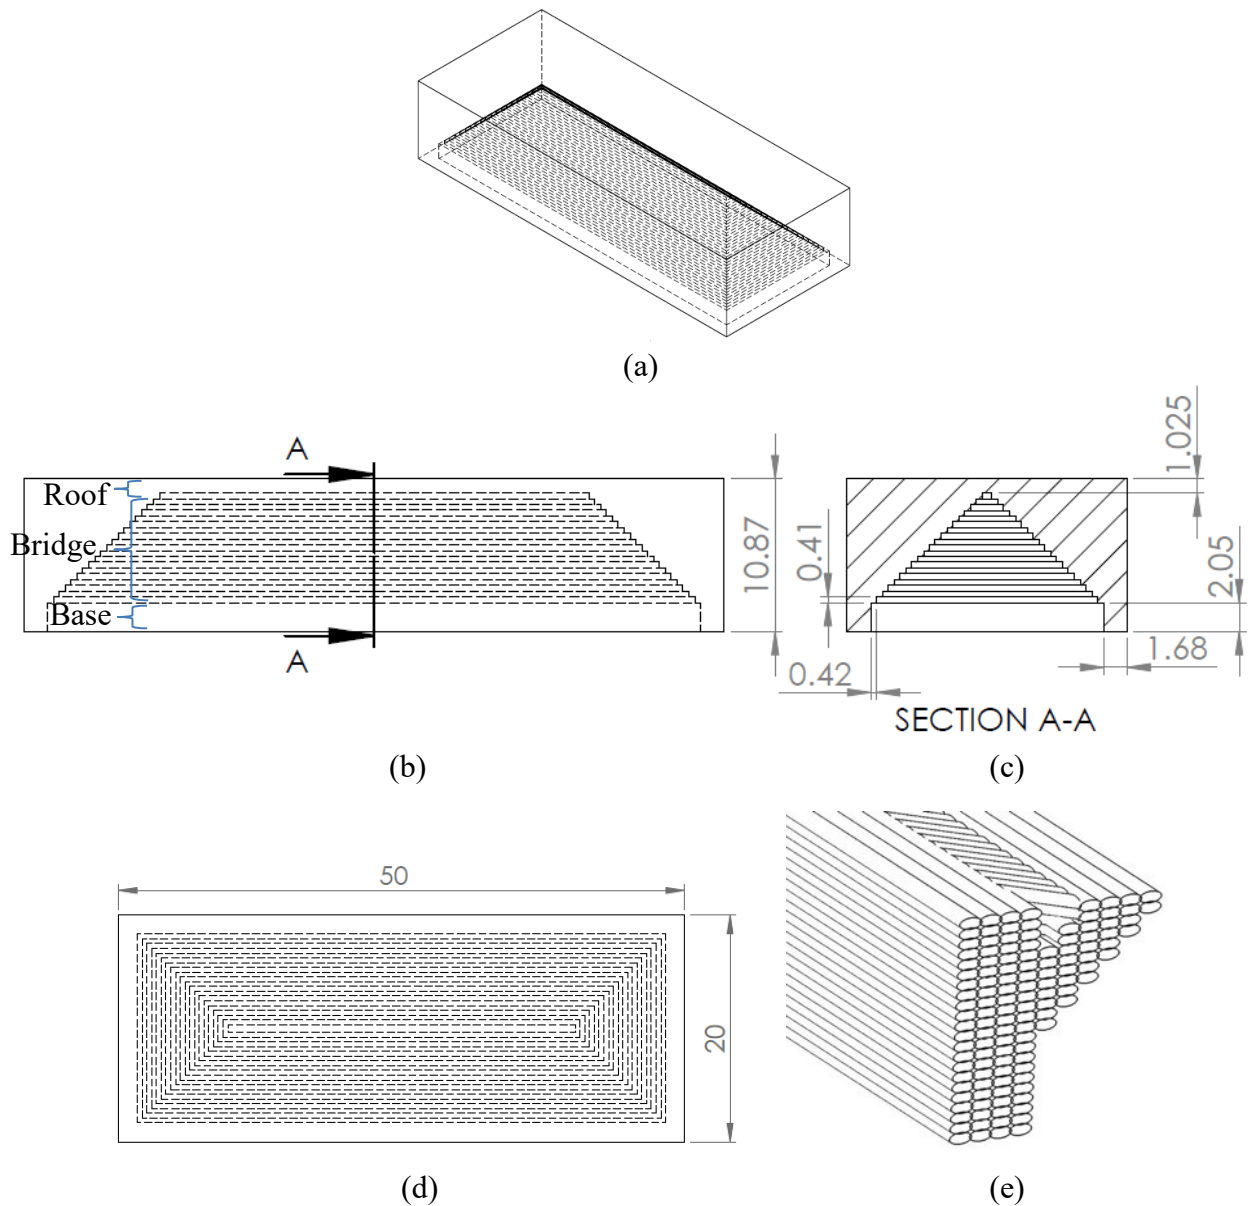 (a)
A
Roof
Bridge
Base
A
10.87
0.41
1.025
2.05
1.68
0.42
SECTION A-A
(b)
(c)
50
20
(d)
(e)